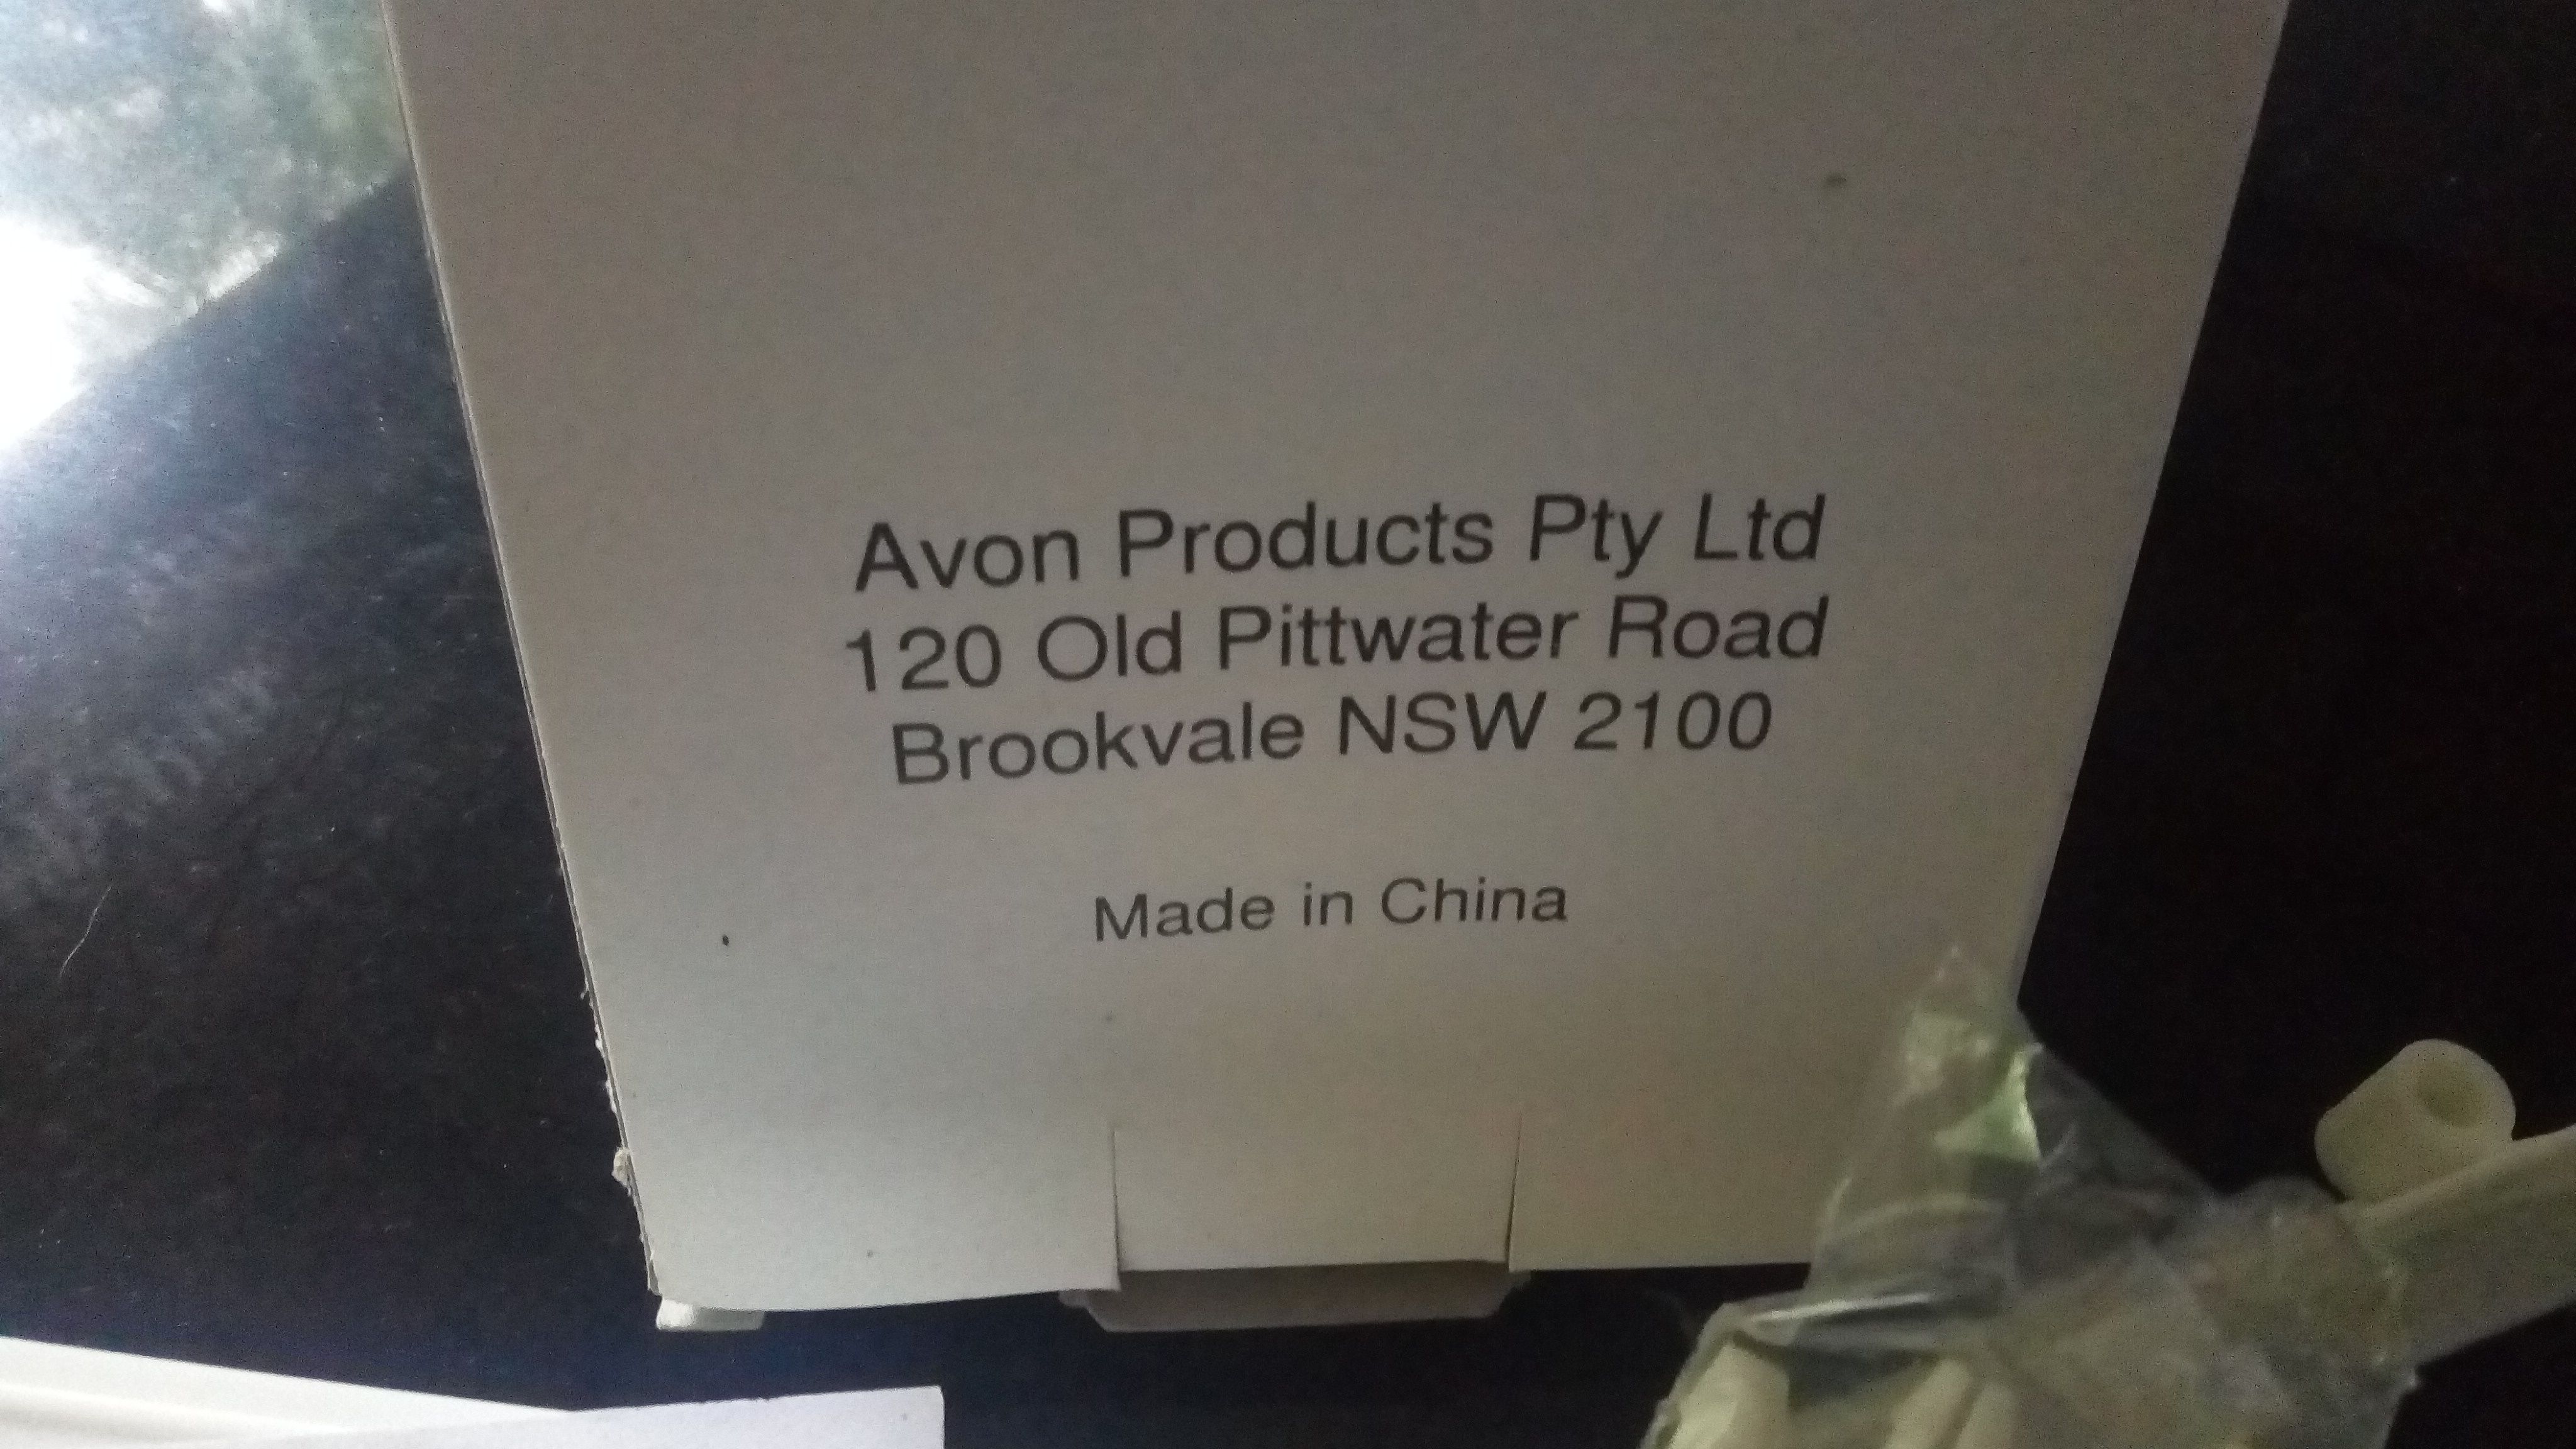 Avon Products Pty Ltd
120 Old Pittwater Road
Brookvale NSW 2100
Made in China